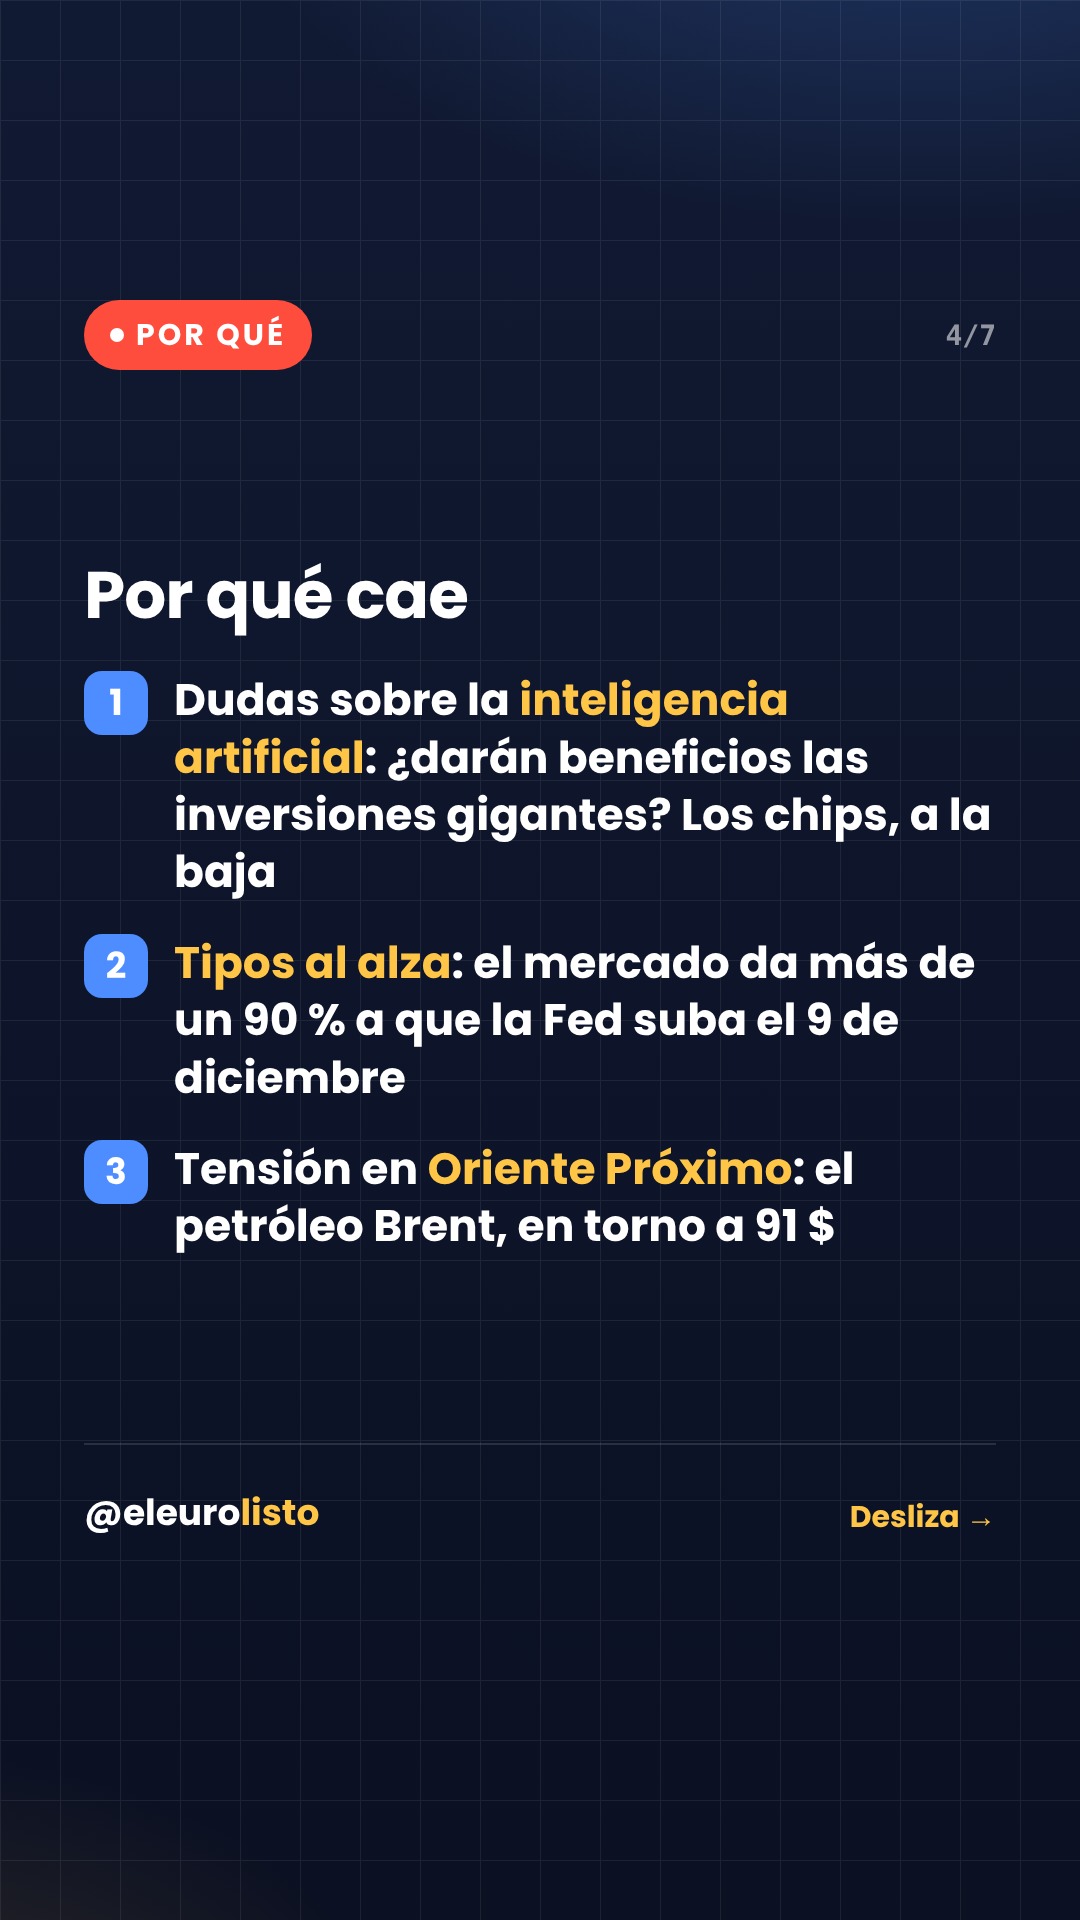 POR QUÉ
4/7
Por qué cae
1
Dudas sobre la inteligencia
artificial: ¿darán beneficios las
inversiones gigantes? Los chips, a la
baja
2
Tipos al alza: el mercado da más de
un 90 % a que la Fed suba el 9 de
diciembre
3
Tensión en Oriente Próximo: el
petróleo Brent, en torno a 91 $
@eleurolisto
Desliza →